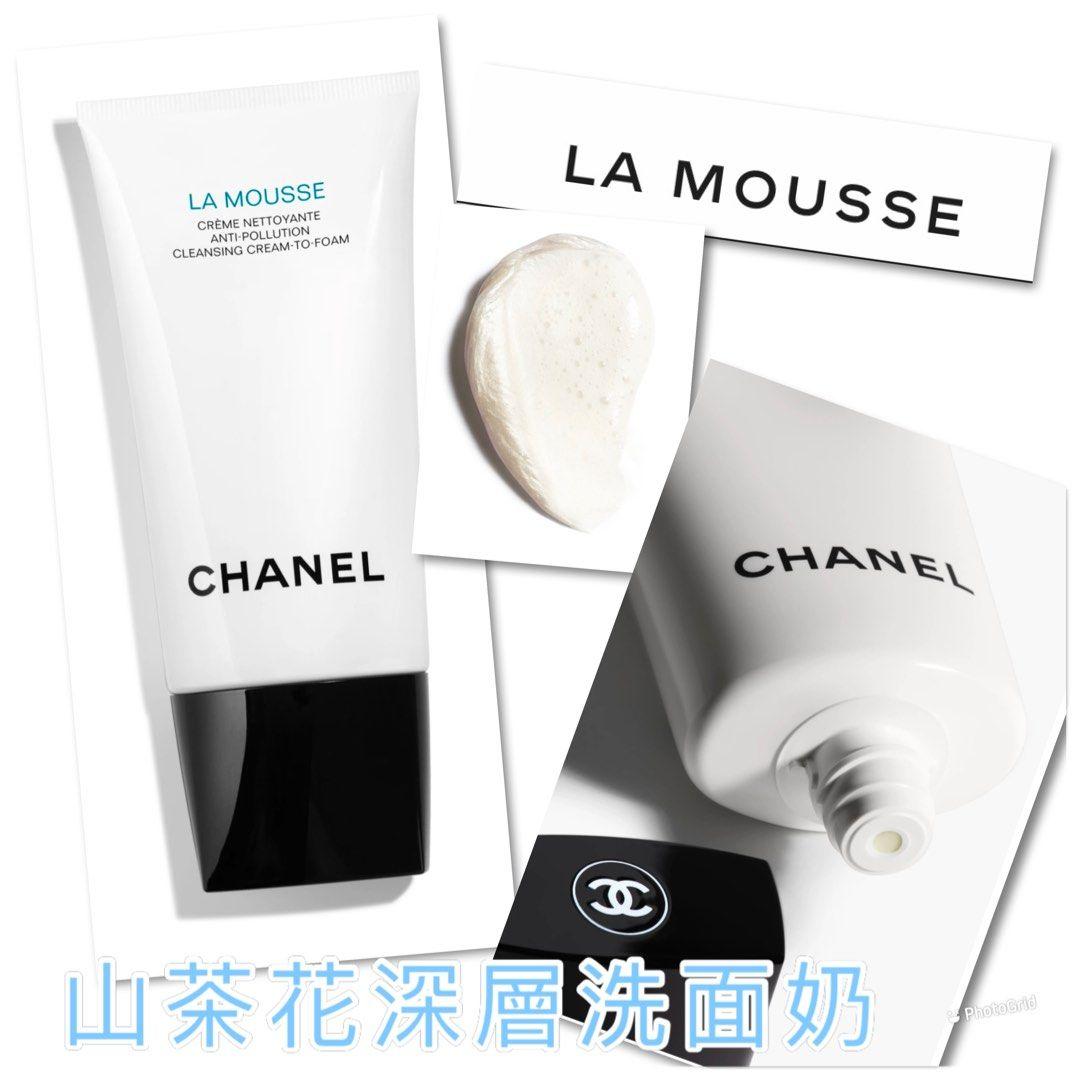 LA MOUSSE
CRÈME NETTOYANTE
ANTI-POLLUTION
CLEANSING CREAM-TO-FOAM
CHANEL
LA MOUSSE
CHANEL
山茶花深層洗面奶
PhotoGrid